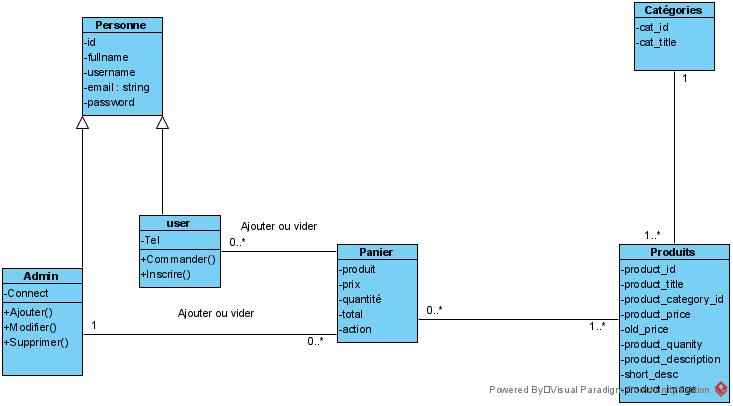 Personne
-id
-fullname
-username
-email : string
-password
Catégories
-cat_id
-cat_title
1
user
-Tel
+Commander()
+Inscrire()
Ajouter ou vider
0..*
Admin
-Connect
+Ajouter()
+Modifier()
+Supprimer()
Ajouter ou vider
1
0..*
Panier
-produit
-prix
-quantité
-total
-action
0..*
1..*
1..*
Produits
-product_id
-product_title
-product_category_id
-product_price
-old_price
-product_quanity
-product_description
-short_desc
-product_image
Powered By Visual Paradigm Community Edition